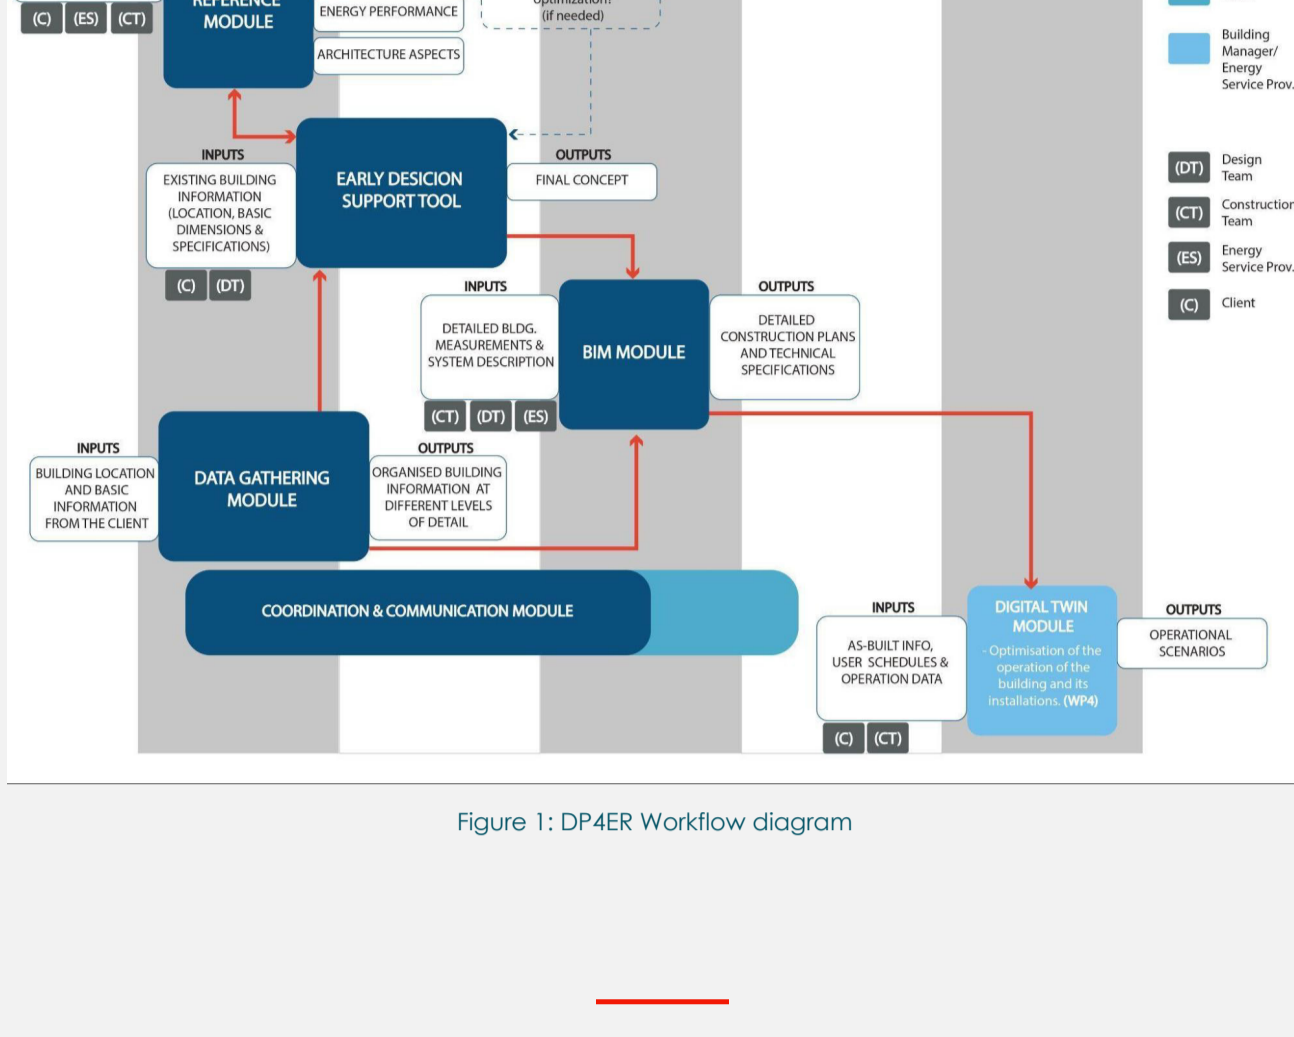 REFERENCE
MODULE
(C) (ES) (CT)
ENERGY PERFORMANCE
ARCHITECTURE ASPECTS
optimization?
(if needed)
Building
Manager/
Energy
Service Prov.
(DT) Design
Team
(CT) Construction
Team
(ES) Energy
Service Prov.
(C) Client
INPUTS
EXISTING BUILDING
INFORMATION
(LOCATION, BASIC
DIMENSIONS &
SPECIFICATIONS)
(C) (DT)
EARLY DESICION
SUPPORT TOOL
OUTPUTS
FINAL CONCEPT
INPUTS
DETAILED BLDG.
MEASUREMENTS &
SYSTEM DESCRIPTION
(CT) (DT) (ES)
BIM MODULE
OUTPUTS
DETAILED
CONSTRUCTION PLANS
AND TECHNICAL
SPECIFICATIONS
INPUTS
BUILDING LOCATION
AND BASIC
INFORMATION
FROM THE CLIENT
DATA GATHERING
MODULE
OUTPUTS
ORGANISED BUILDING
INFORMATION AT
DIFFERENT LEVELS
OF DETAIL
COORDINATION & COMMUNICATION MODULE
INPUTS
AS-BUILT INFO,
USER SCHEDULES &
OPERATION DATA
(C) (CT)
DIGITAL TWIN
MODULE
- Optimisation of the
operation of the
building and its
installations. (WP4)
OUTPUTS
OPERATIONAL
SCENARIOS
Figure 1: DP4ER Workflow diagram